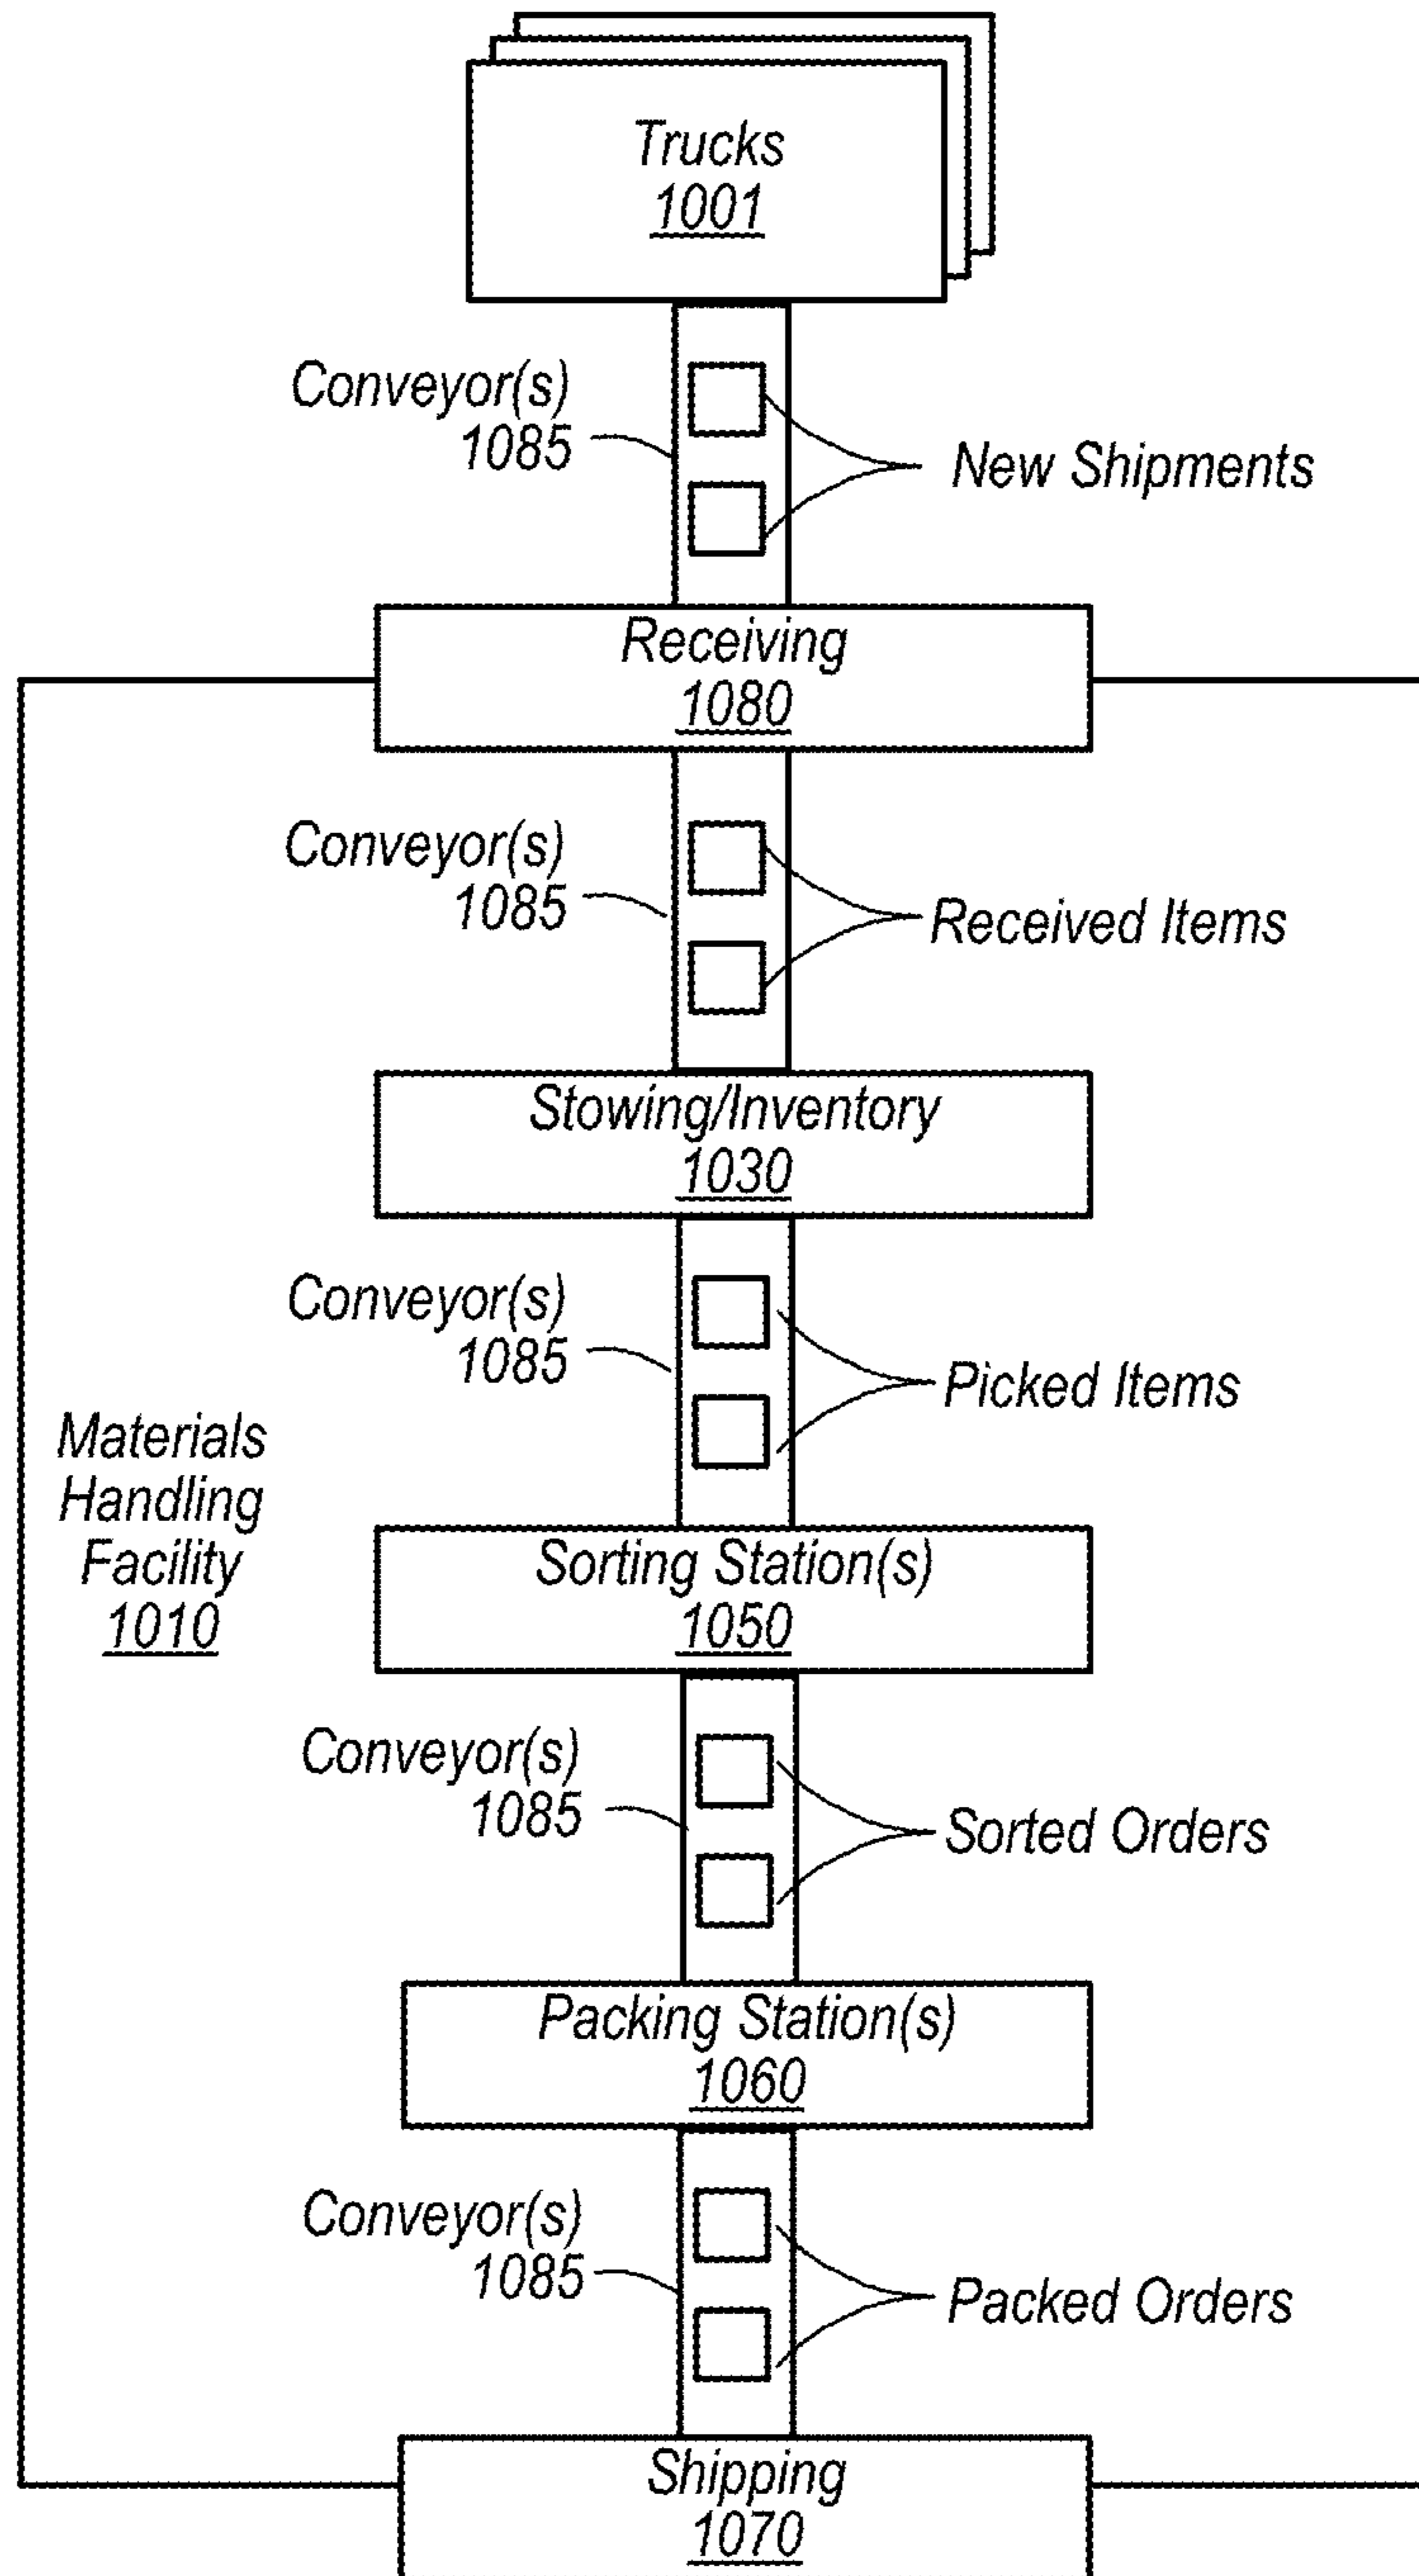 Trucks
1001
Conveyor(s)
1085
New Shipments
Receiving
1080
Conveyor(s)
1085
Received Items
Stowing/Inventory
1030
Conveyor(s)
1085
Picked Items
Materials
Handling
Facility
1010
Sorting Station(s)
1050
Conveyor(s)
1085
Sorted Orders
Packing Station(s)
1060
Conveyor(s)
1085
Packed Orders
Shipping
1070